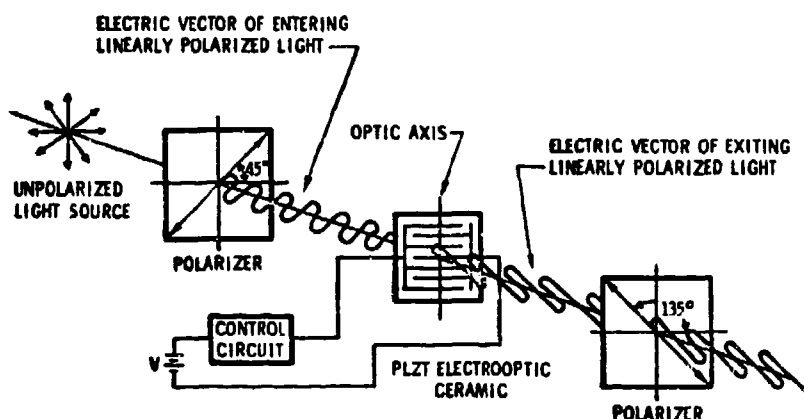 ELECTRIC VECTOR OF ENTERING
LINEARLY POLARIZED LIGHT
OPTIC AXIS
ELECTRIC VECTOR OF EXITING
LINEARLY POLARIZED LIGHT
45°
UNPOLARIZED
LIGHT SOURCE
POLARIZER
135°
CONTROL
CIRCUIT
V
PLZT ELECTROOPTIC
CERAMIC
POLARIZER